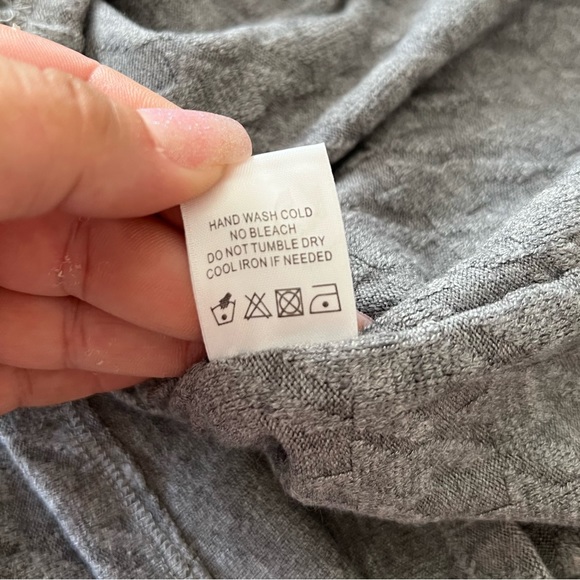 HAND WASH COLD
NO BLEACH
DO NOT TUMBLE DRY
COOL IRON IF NEEDED